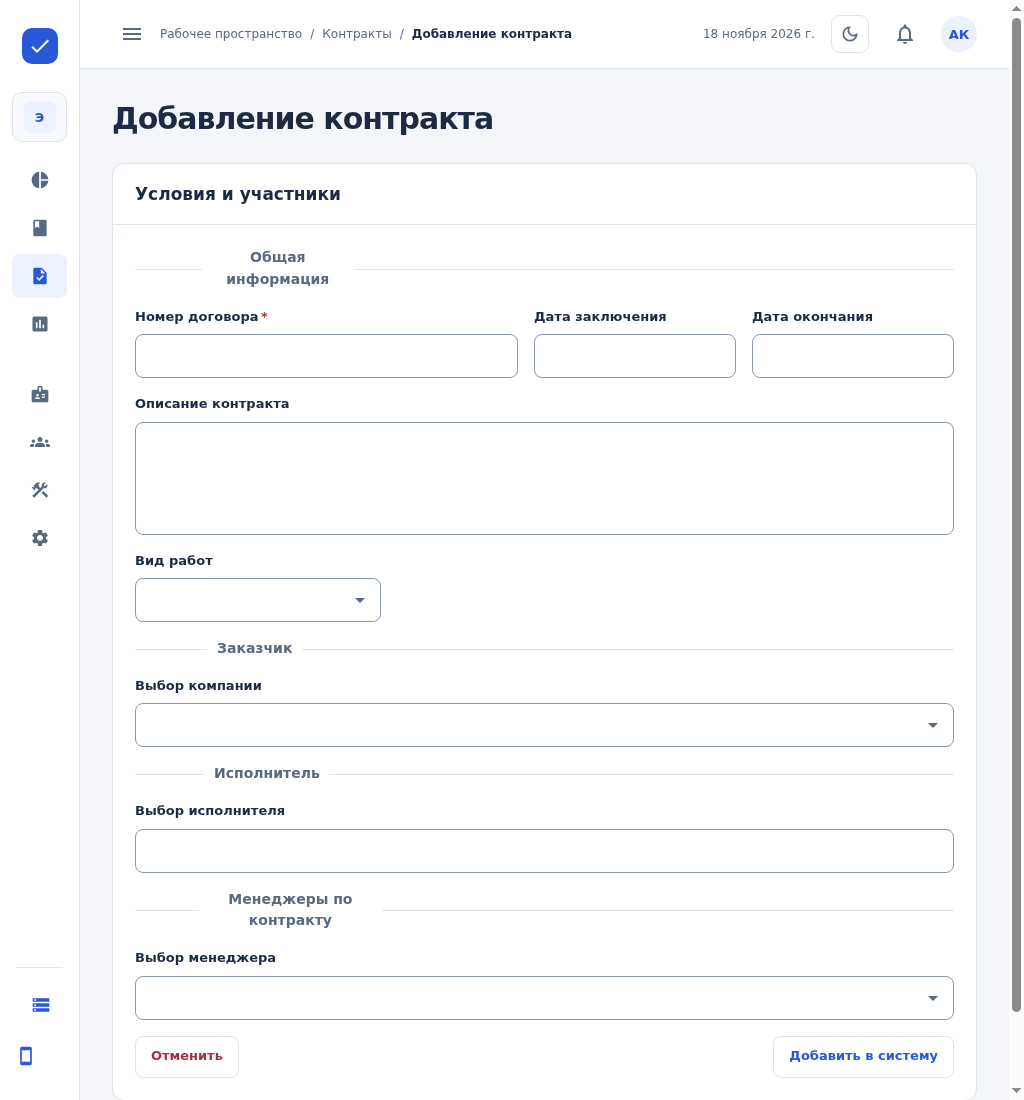 Рабочее пространство / Контракты / Добавление контракта
18 ноября 2026 г.
АК
Э
Добавление контракта
Условия и участники
Общая
информация
Номер договора*
Дата заключения
Дата окончания
Описание контракта
Вид работ
Заказчик
Выбор компании
Исполнитель
Выбор исполнителя
Менеджеры по
контракту
Выбор менеджера
Отменить
Добавить в систему